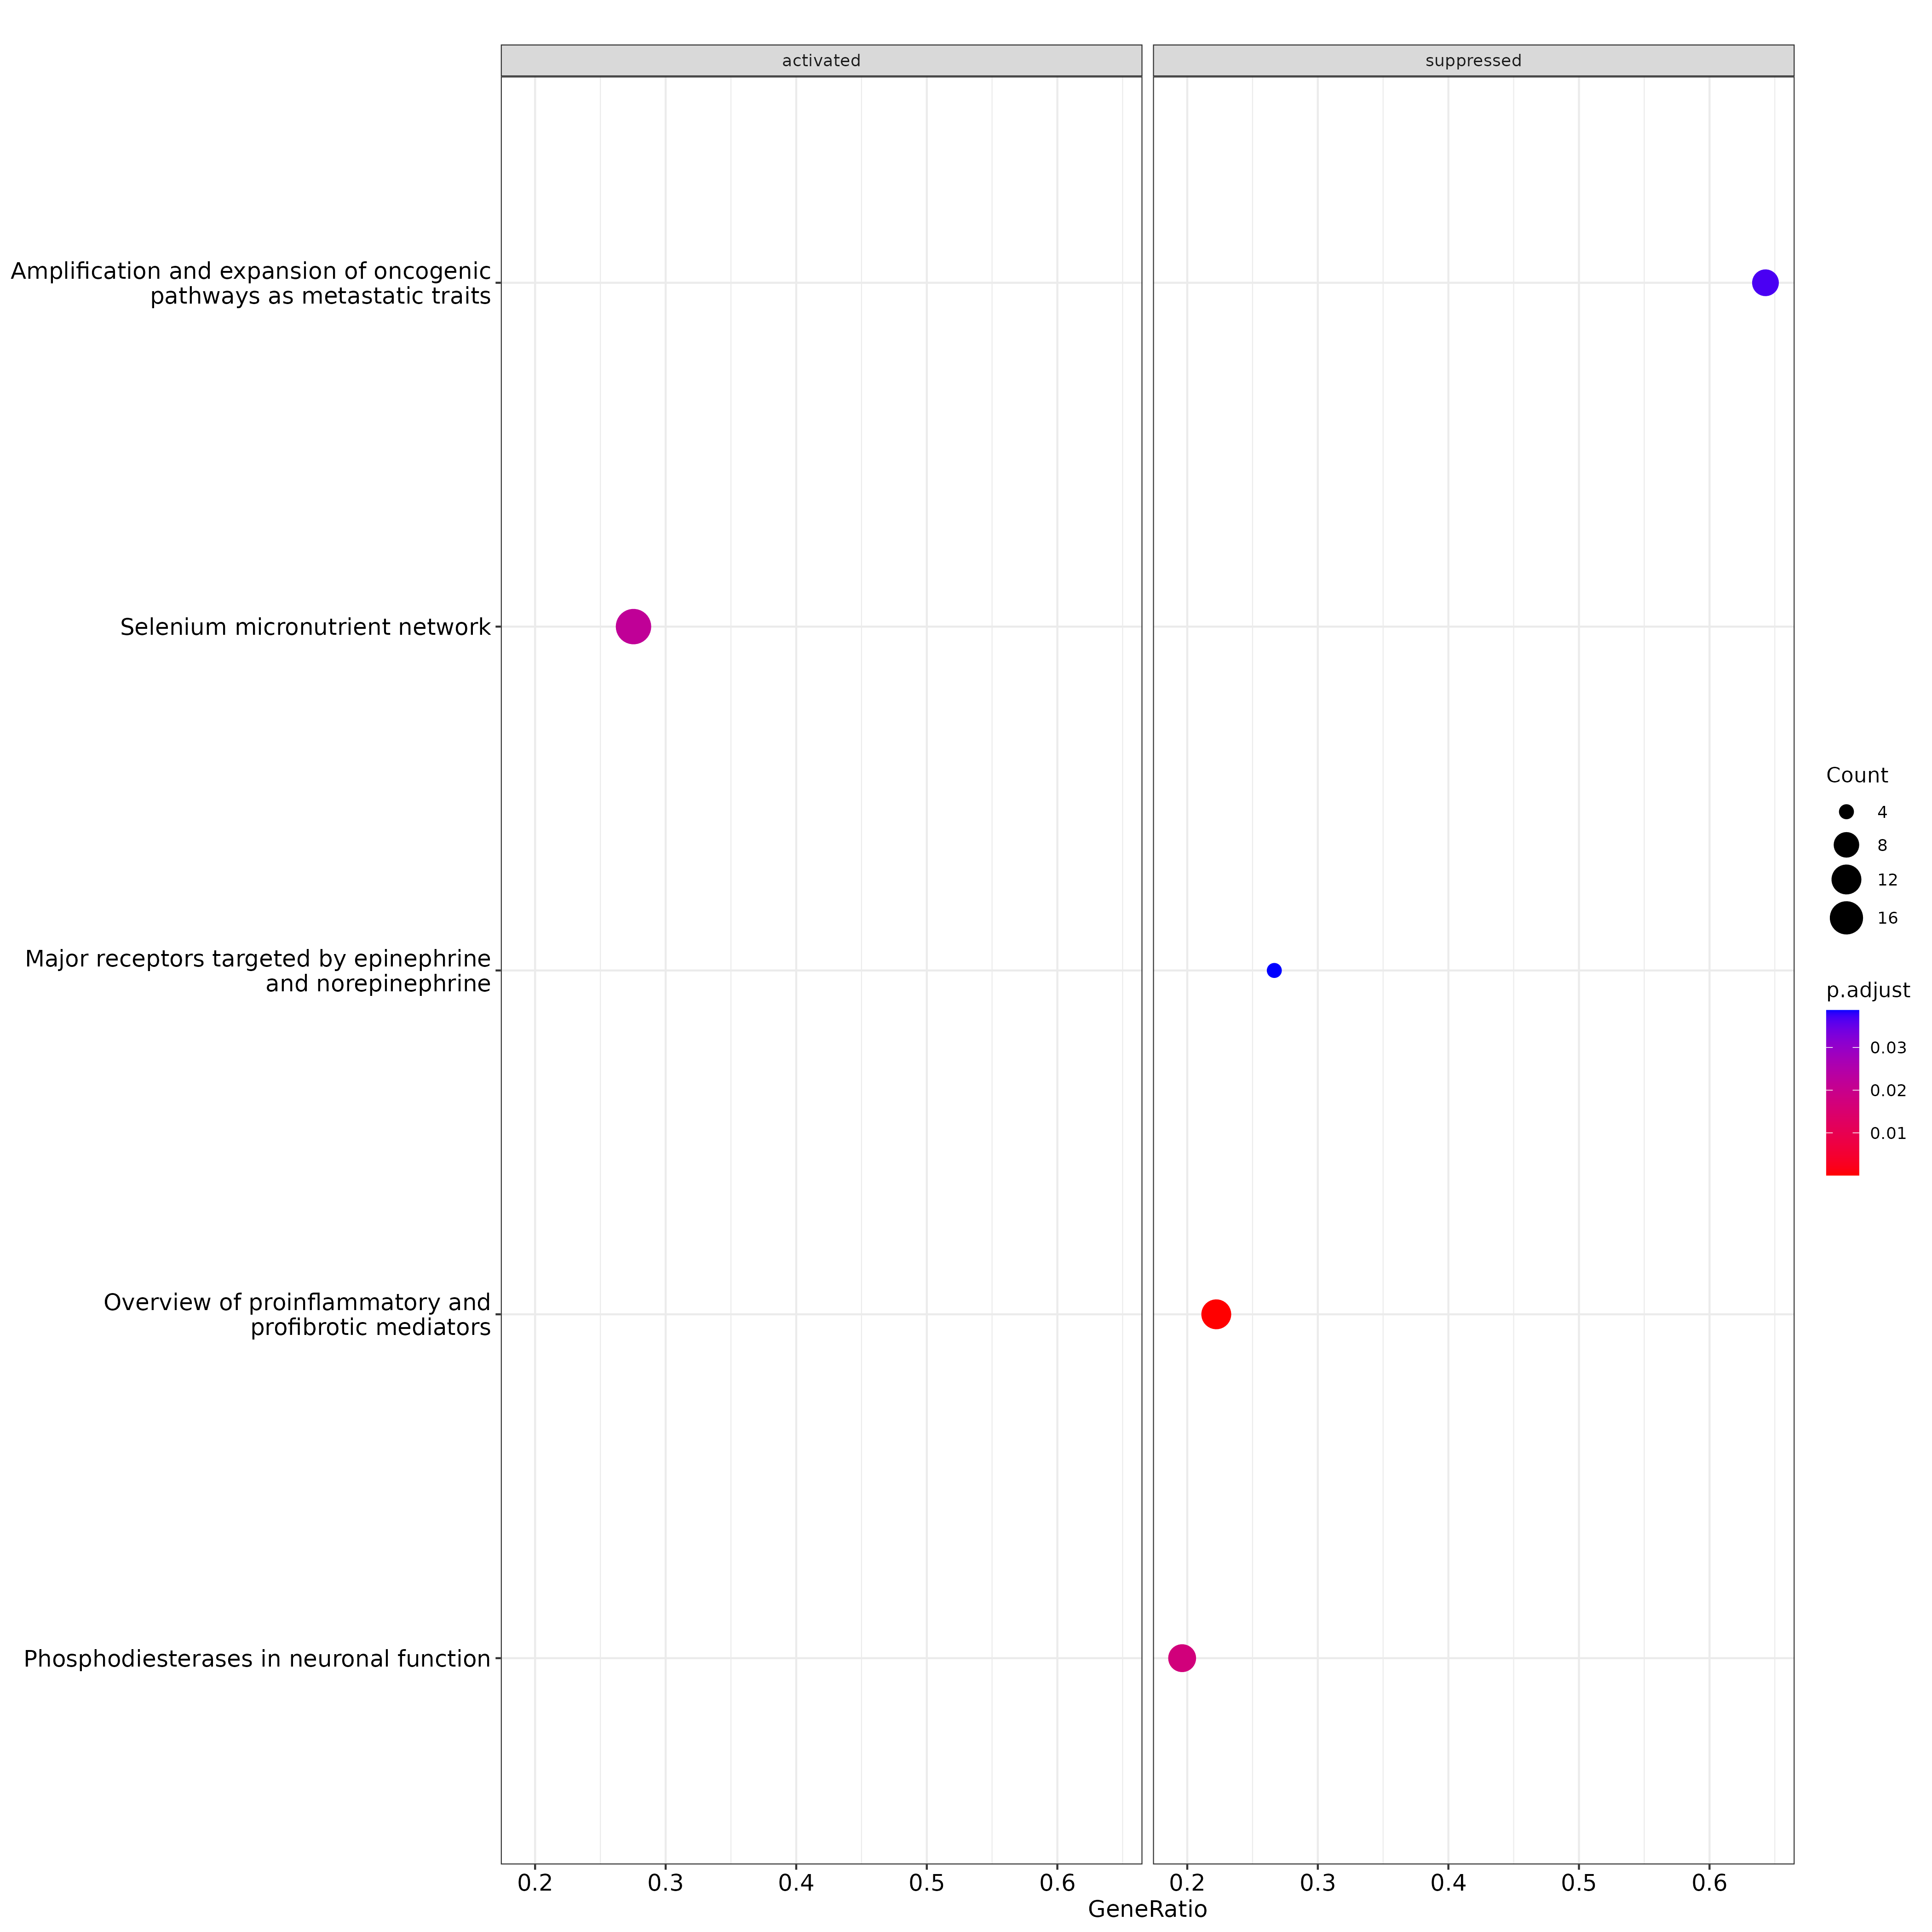 activated
suppressed
Amplification and expansion of oncogenic
pathways as metastatic traits
Selenium micronutrient network
Major receptors targeted by epinephrine
and norepinephrine
Overview of proinflammatory and
profibrotic mediators
Phosphodiesterases in neuronal function
0.2 0.3 0.4 0.5 0.6
0.2 0.3 0.4 0.5 0.6
GeneRatio
Count
4
8
12
16
p.adjust
0.03
0.02
0.01